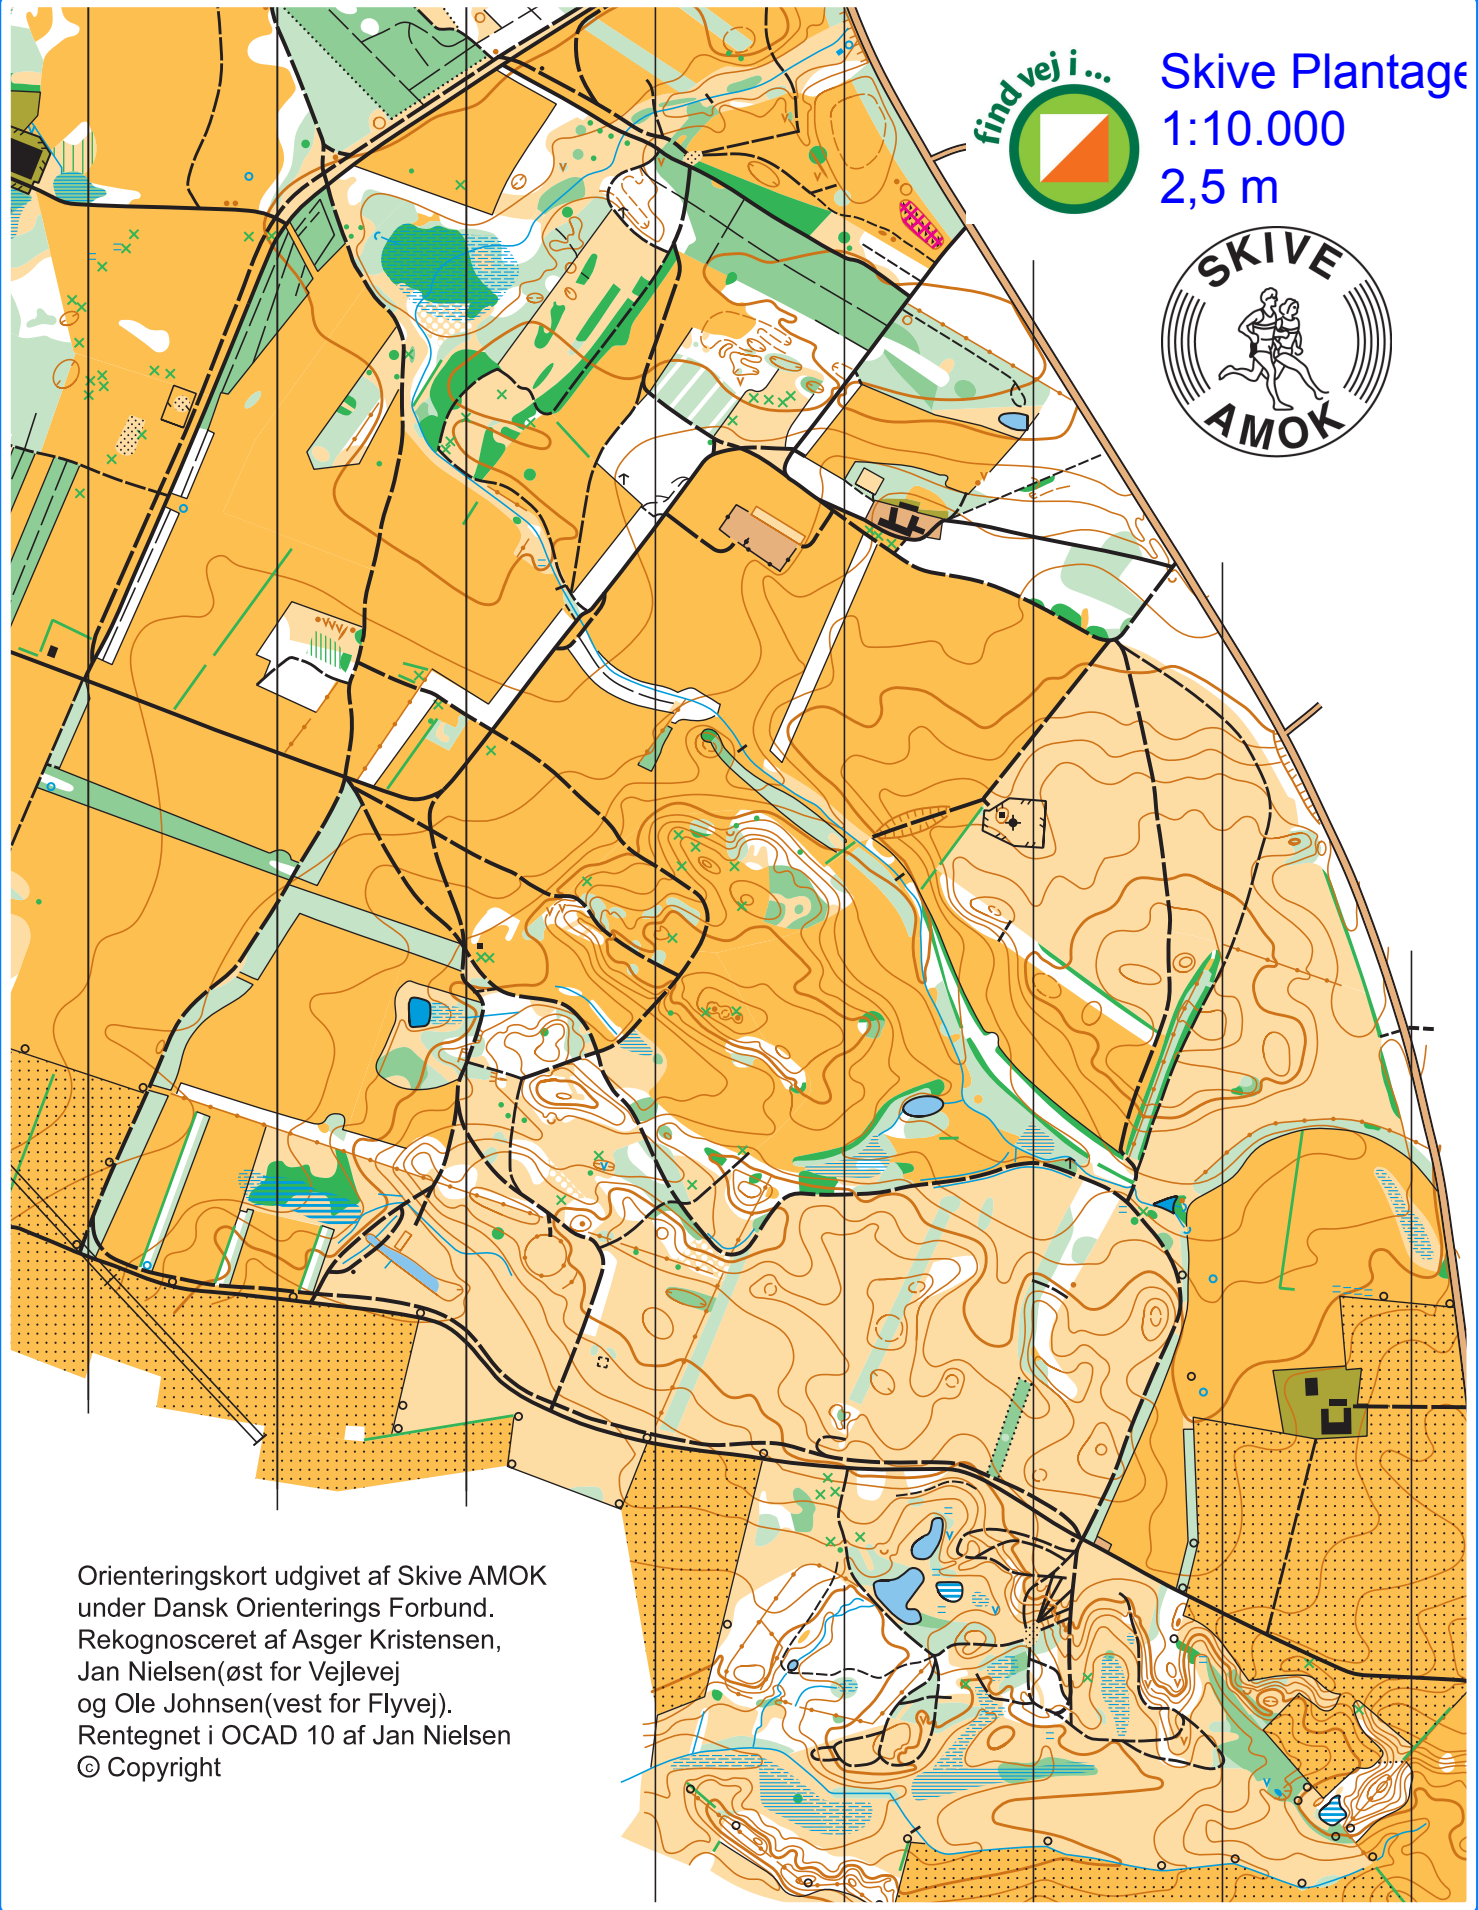 find vej i ...
Skive Plantage
1:10.000
2,5 m
SKIVE
AMOK
Orienteringskort udgivet af Skive AMOK
under Dansk Orienterings Forbund.
Rekognosceret af Asger Kristensen,
Jan Nielsen(øst for Vejlevej
og Ole Johnsen(vest for Flyvej).
Rentegnet i OCAD 10 af Jan Nielsen
© Copyright